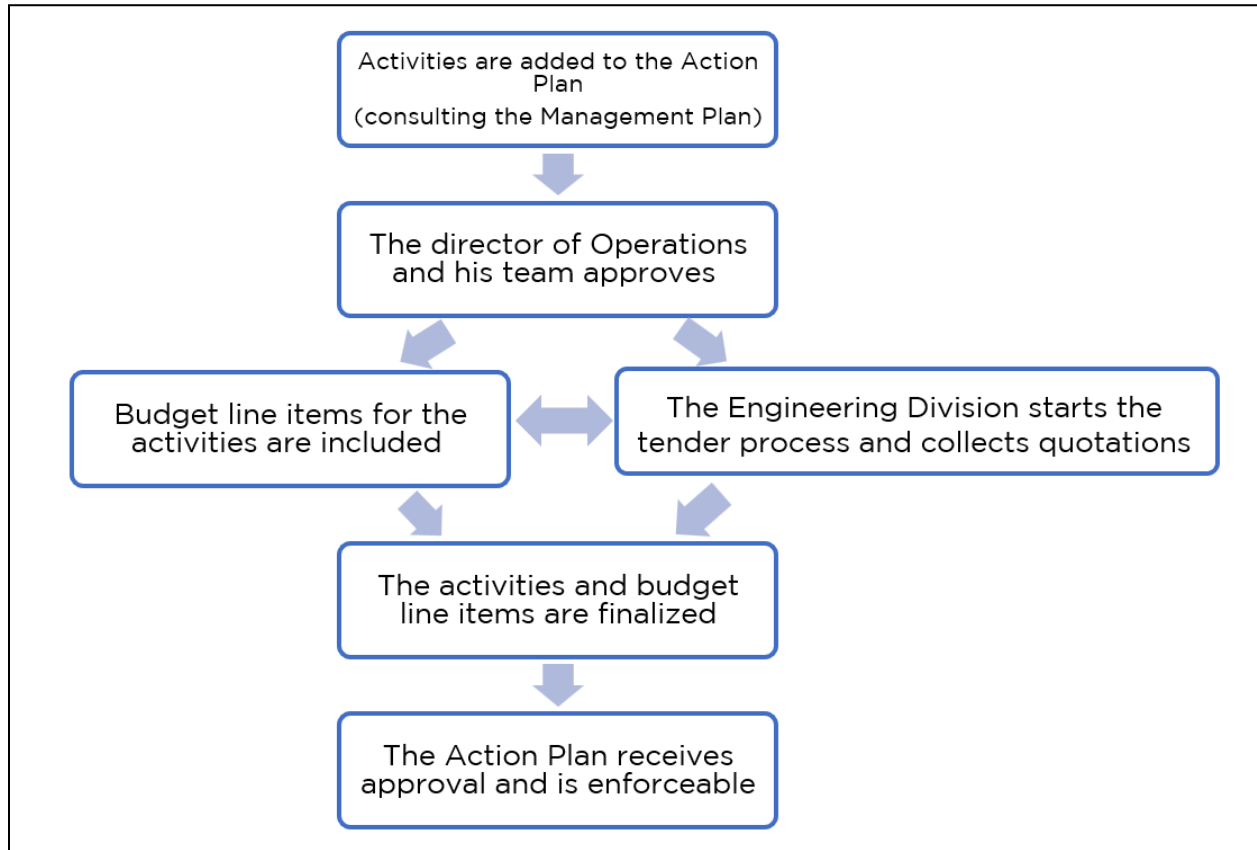 Activities are added to the Action
Plan
(consulting the Management Plan)
The director of Operations
and his team approves
Budget line items for the
activities are included
The Engineering Division starts the
tender process and collects quotations
The activities and budget
line items are finalized
The Action Plan receives
approval and is enforceable